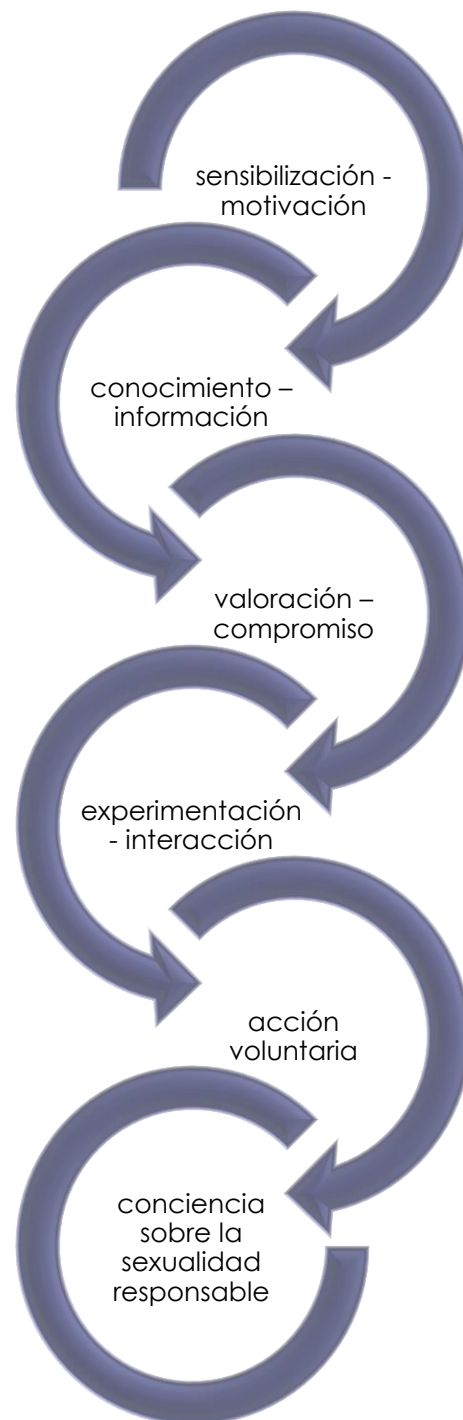 sensibilización -
motivación
conocimiento –
información
valoración –
compromiso
experimentación
- interacción
acción
voluntaria
conciencia
sobre la
sexualidad
responsable